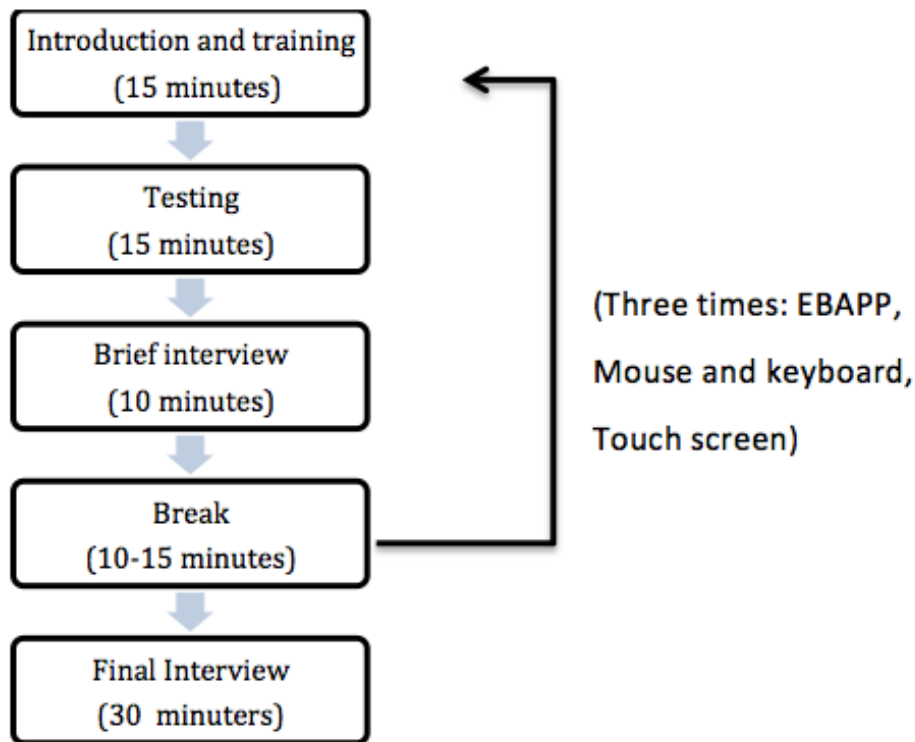 Introduction and training
(15 minutes)
Testing
(15 minutes)
Brief interview
(10 minutes)
Break
(10-15 minutes)
Final Interview
(30 minuters)
(Three times: EBAPP,
Mouse and keyboard,
Touch screen)